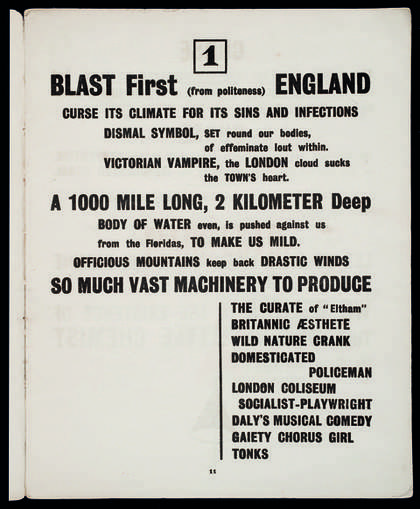 1
BLAST First (from politeness) ENGLAND
CURSE ITS CLIMATE FOR ITS SINS AND INFECTIONS
DISMAL SYMBOL, SET round our bodies,
of effeminate lout within.
VICTORIAN VAMPIRE, the LONDON cloud sucks
the TOWN'S heart.
A 1000 MILE LONG, 2 KILOMETER Deep
BODY OF WATER even, is pushed against us
from the Floridas, TO MAKE US MILD.
OFFICIOUS MOUNTAINS keep back DRASTIC WINDS
SO MUCH VAST MACHINERY TO PRODUCE
THE CURATE of "Eltham"
BRITANNIC ÆSTHETE
WILD NATURE CRANK
DOMESTICATED
POLICEMAN
LONDON COLISEUM
SOCIALIST-PLAYWRIGHT
DALY'S MUSICAL COMEDY
GAIETY CHORUS GIRL
TONKS
11